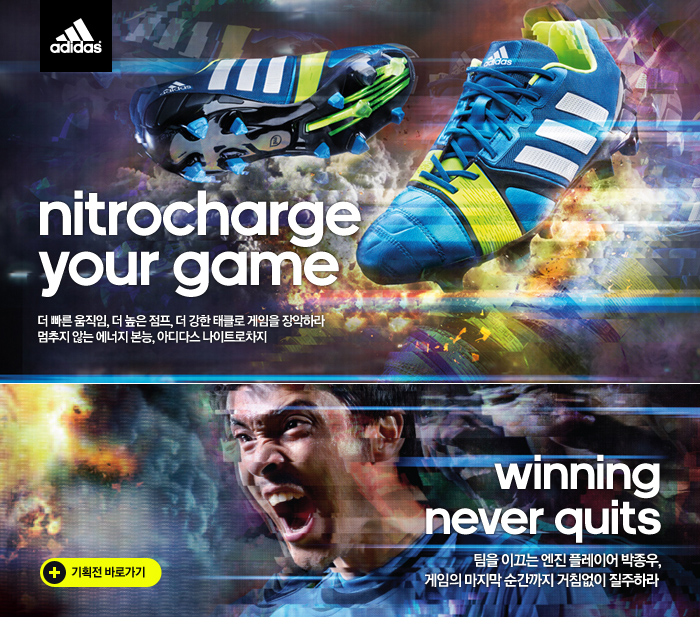 adidas
nitrocharge
your game
더 빠른 움직임, 더 높은 점프, 더 강한 태클로 게임을 장악하라
멈추지 않는 에너지 본능, 아디다스 나이트로차지
winning
never quits
팀을 이끄는 엔진 플레이어 박종우,
게임의 마지막 순간까지 거침없이 질주하라
기획전 바로가기